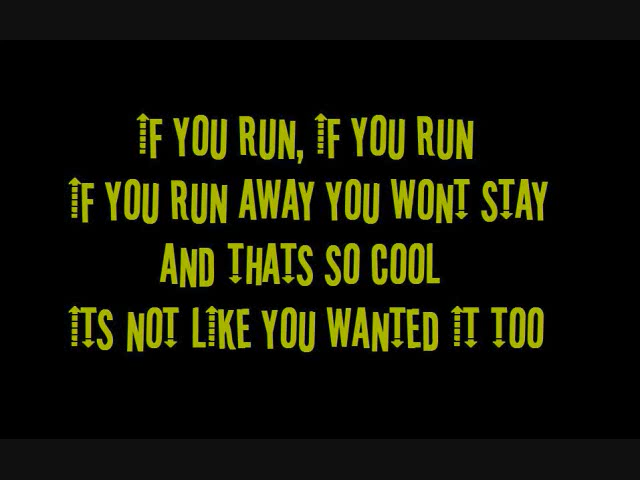 IF YOU RUN, IF YOU RUN
IF YOU RUN AWAY YOU WONT STAY
AND THATS SO COOL
ITS NOT LIKE YOU WANTED IT TOO